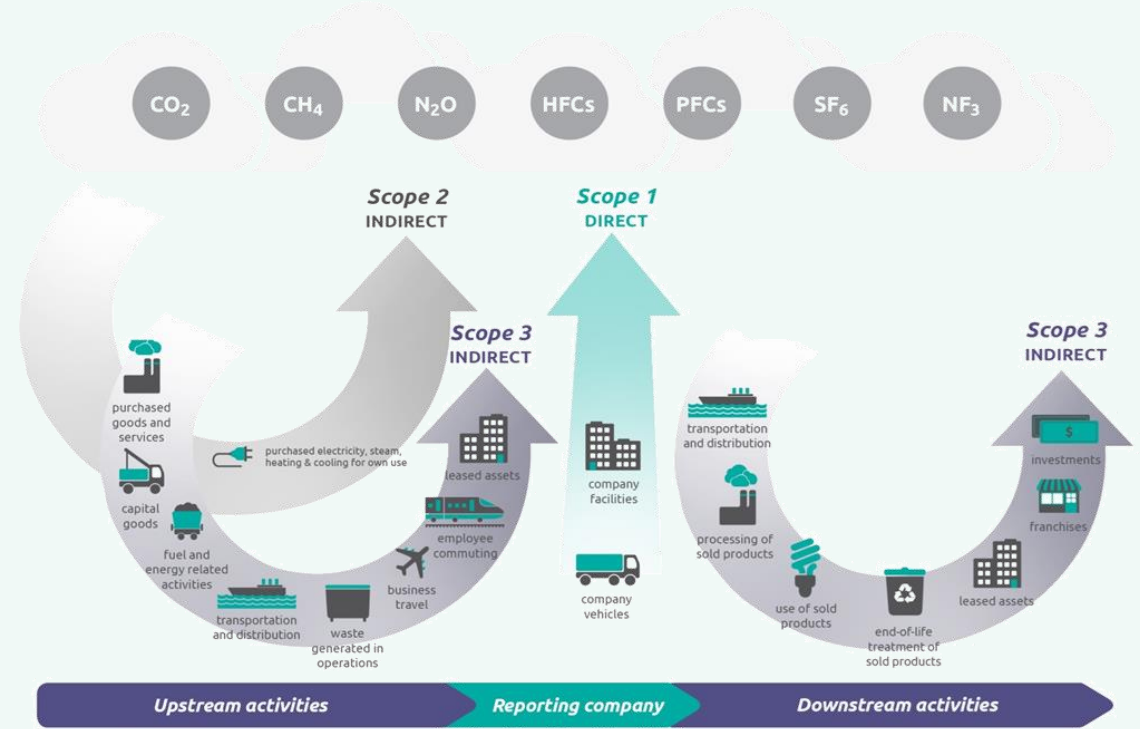 CO₂
CH₄
N₂O
HFCs
PFCs
SF₆
NF₃
Scope 2
INDIRECT
Scope 1
DIRECT
Scope 3
INDIRECT
Scope 3
INDIRECT
purchased
goods and
services
purchased electricity, steam,
heating & cooling for own use
capital
goods
fuel and
energy related
activities
transportation
and distribution
waste
generated in
operations
business
travel
employee
commuting
leased assets
company
facilities
company
vehicles
transportation
and distribution
processing of
sold products
use of sold
products
end-of-life
treatment of
sold products
leased assets
franchises
$
investments
Upstream activities
Reporting company
Downstream activities